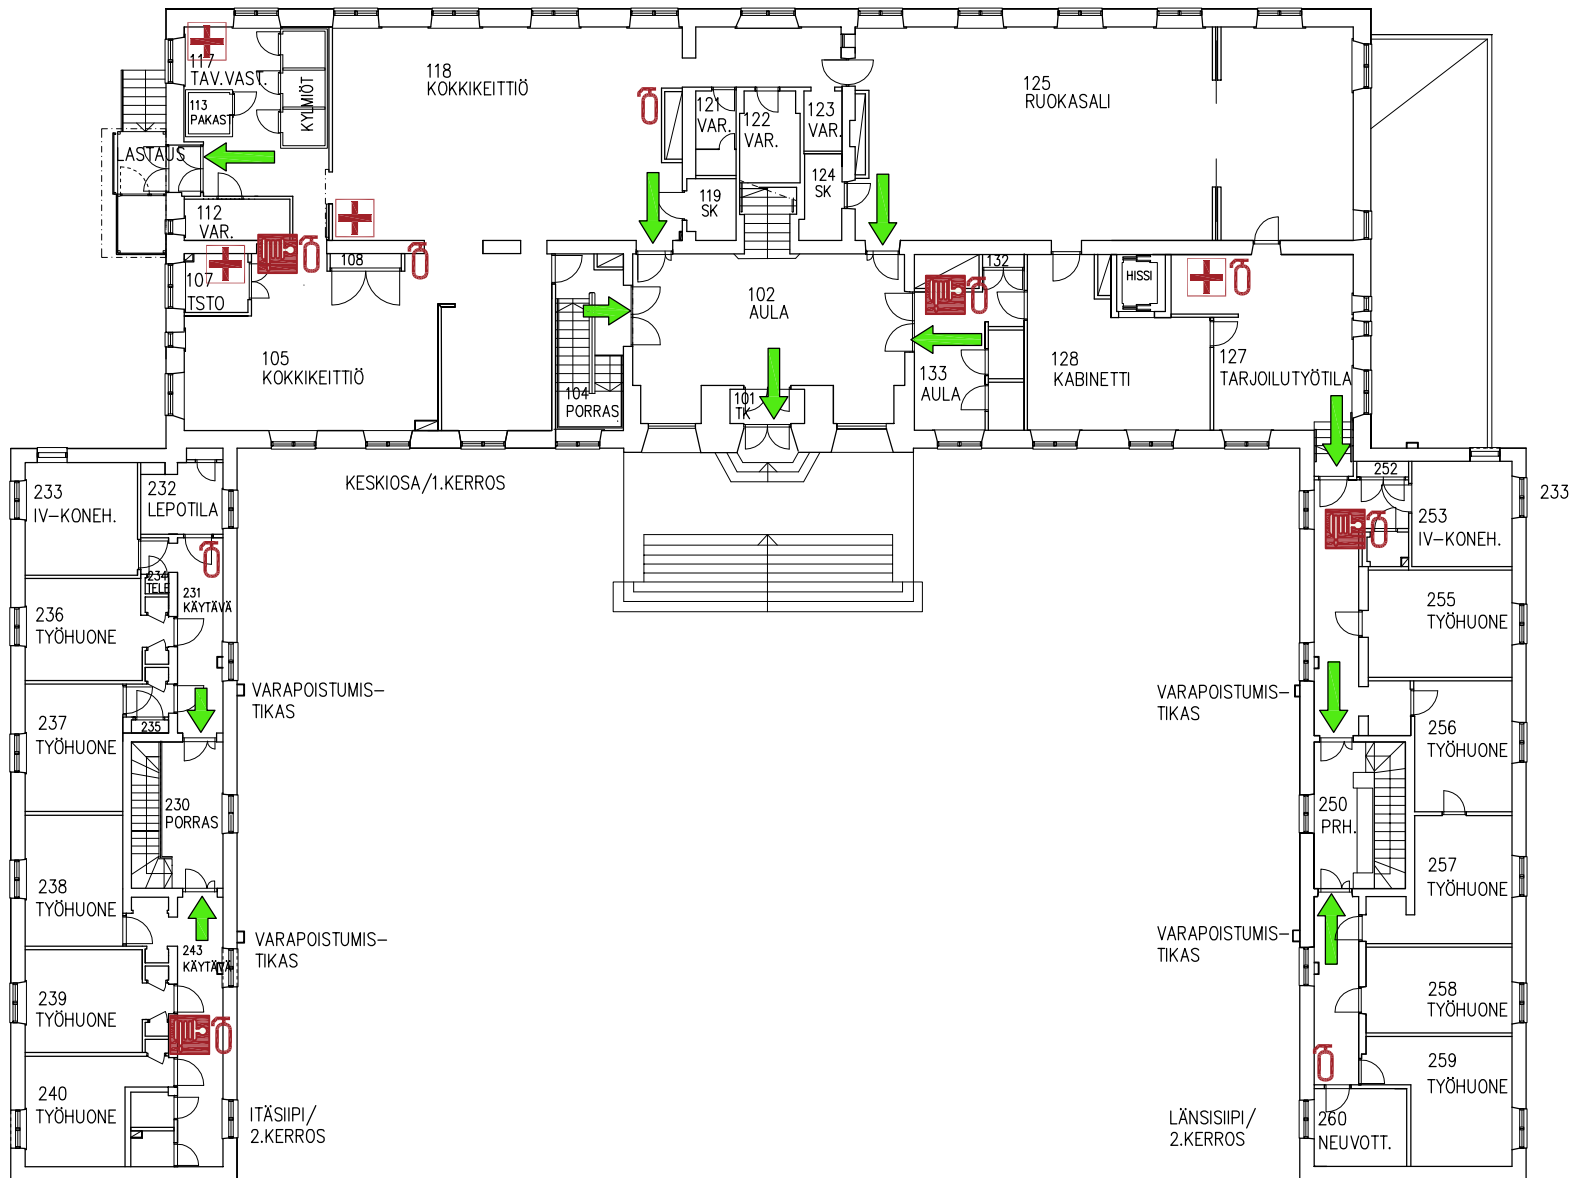 117
TAV.VAST.
113
PAKAST
KYLMIÖT
LASTAUS
112
VAR.
107
TSTO
108
118
KOKKIKEITTIÖ
105
KOKKIKEITTIÖ
121
VAR.
122
VAR.
123
VAR.
119
SK
124
SK
125
RUOKASALI
104
PORRAS
102
AULA
101
TK
132
133
AULA
HISSI
128
KABINETTI
127
TARJOILUTYÖTILA
KESKIOSA/1.KERROS
233
IV-KONEH.
232
LEPOTILA
234
TELE
231
KÄYTÄVÄ
236
TYÖHUONE
237
TYÖHUONE
235
230
PORRAS
238
TYÖHUONE
243
KÄYTÄVÄ
239
TYÖHUONE
240
TYÖHUONE
VARAPOISTUMIS-
TIKAS
VARAPOISTUMIS-
TIKAS
ITÄSIIPI/
2.KERROS
VARAPOISTUMIS-
TIKAS
VARAPOISTUMIS-
TIKAS
LÄNSISIIPI/
2.KERROS
252
253
IV-KONEH.
233
255
TYÖHUONE
256
TYÖHUONE
250
PRH.
257
TYÖHUONE
258
TYÖHUONE
259
TYÖHUONE
260
NEUVOTT.